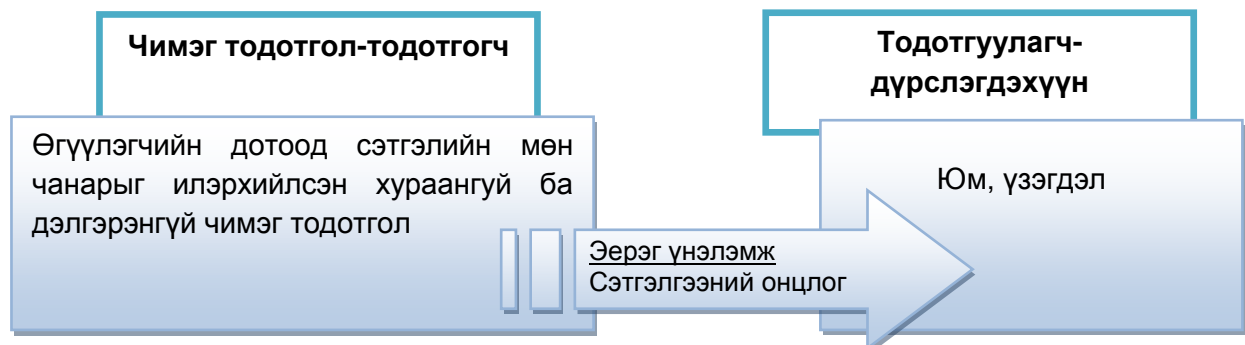 Чимэг тодотгол-тодотгогч
Өгүүлэгчийн дотоод сэтгэлийн мөн
чанарыг илэрхийлсэн хураангуй ба
дэлгэрэнгүй чимэг тодотгол
Эерэг үнэлэмж
Сэтгэлгээний онцлог
Тодотгуулагч-
дүрслэгдэхүүн
Юм, үзэгдэл